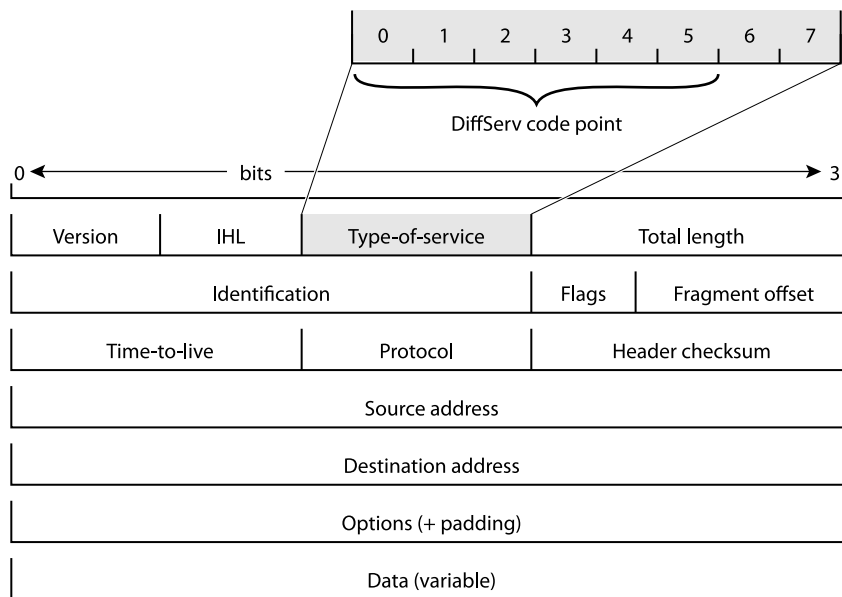 0 1 2 3 4 5 6 7
DiffServ code point
0 bits 3
Version IHL Type-of-service Total length
Identification Flags Fragment offset
Time-to-live Protocol Header checksum
Source address
Destination address
Options (+ padding)
Data (variable)